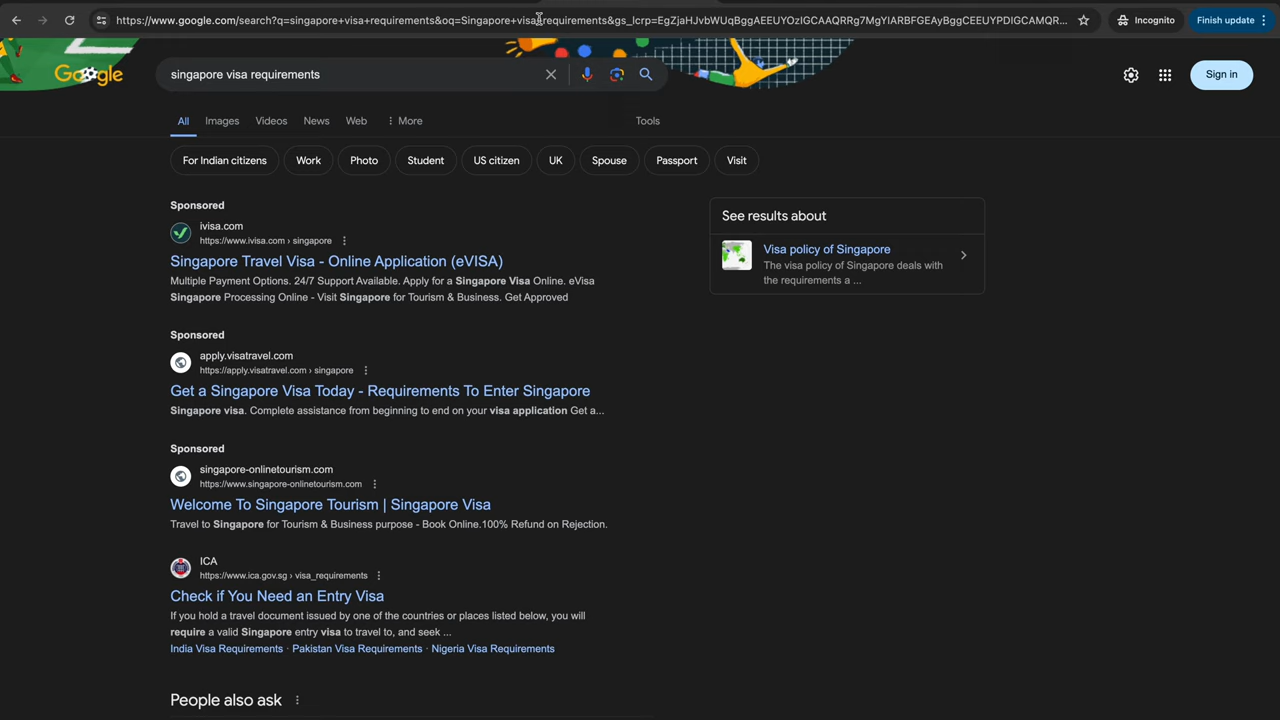 https://www.google.com/search?q=singapore+visa+requirements&oq=Singapore+visa+requirements&gs_lcrp=EgZjaHJvbWUqBggAEEUYOzIGCAAQRRg7MgYIARBFGEAyBggCEEUYPDIGCAMQR...
Incognito
Finish update
Google
singapore visa requirements
Sign in
All
Images
Videos
News
Web
More
Tools
For Indian citizens
Work
Photo
Student
US citizen
UK
Spouse
Passport
Visit
Sponsored
ivisa.com
https://www.ivisa.com › singapore
Singapore Travel Visa - Online Application (eVISA)
Multiple Payment Options. 24/7 Support Available. Apply for a Singapore Visa Online. eVisa
Singapore Processing Online - Visit Singapore for Tourism & Business. Get Approved
Sponsored
apply.visatravel.com
https://apply.visatravel.com › singapore
Get a Singapore Visa Today - Requirements To Enter Singapore
Singapore visa. Complete assistance from beginning to end on your visa application Get a...
Sponsored
singapore-onlinetourism.com
https://www.singapore-onlinetourism.com
Welcome To Singapore Tourism | Singapore Visa
Travel to Singapore for Tourism & Business purpose - Book Online.100% Refund on Rejection.
ICA
https://www.ica.gov.sg › visa_requirements
Check if You Need an Entry Visa
If you hold a travel document issued by one of the countries or places listed below, you will
require a valid Singapore entry visa to travel to, and seek ...
India Visa Requirements · Pakistan Visa Requirements · Nigeria Visa Requirements
People also ask
See results about
Visa policy of Singapore
The visa policy of Singapore deals with
the requirements a ...